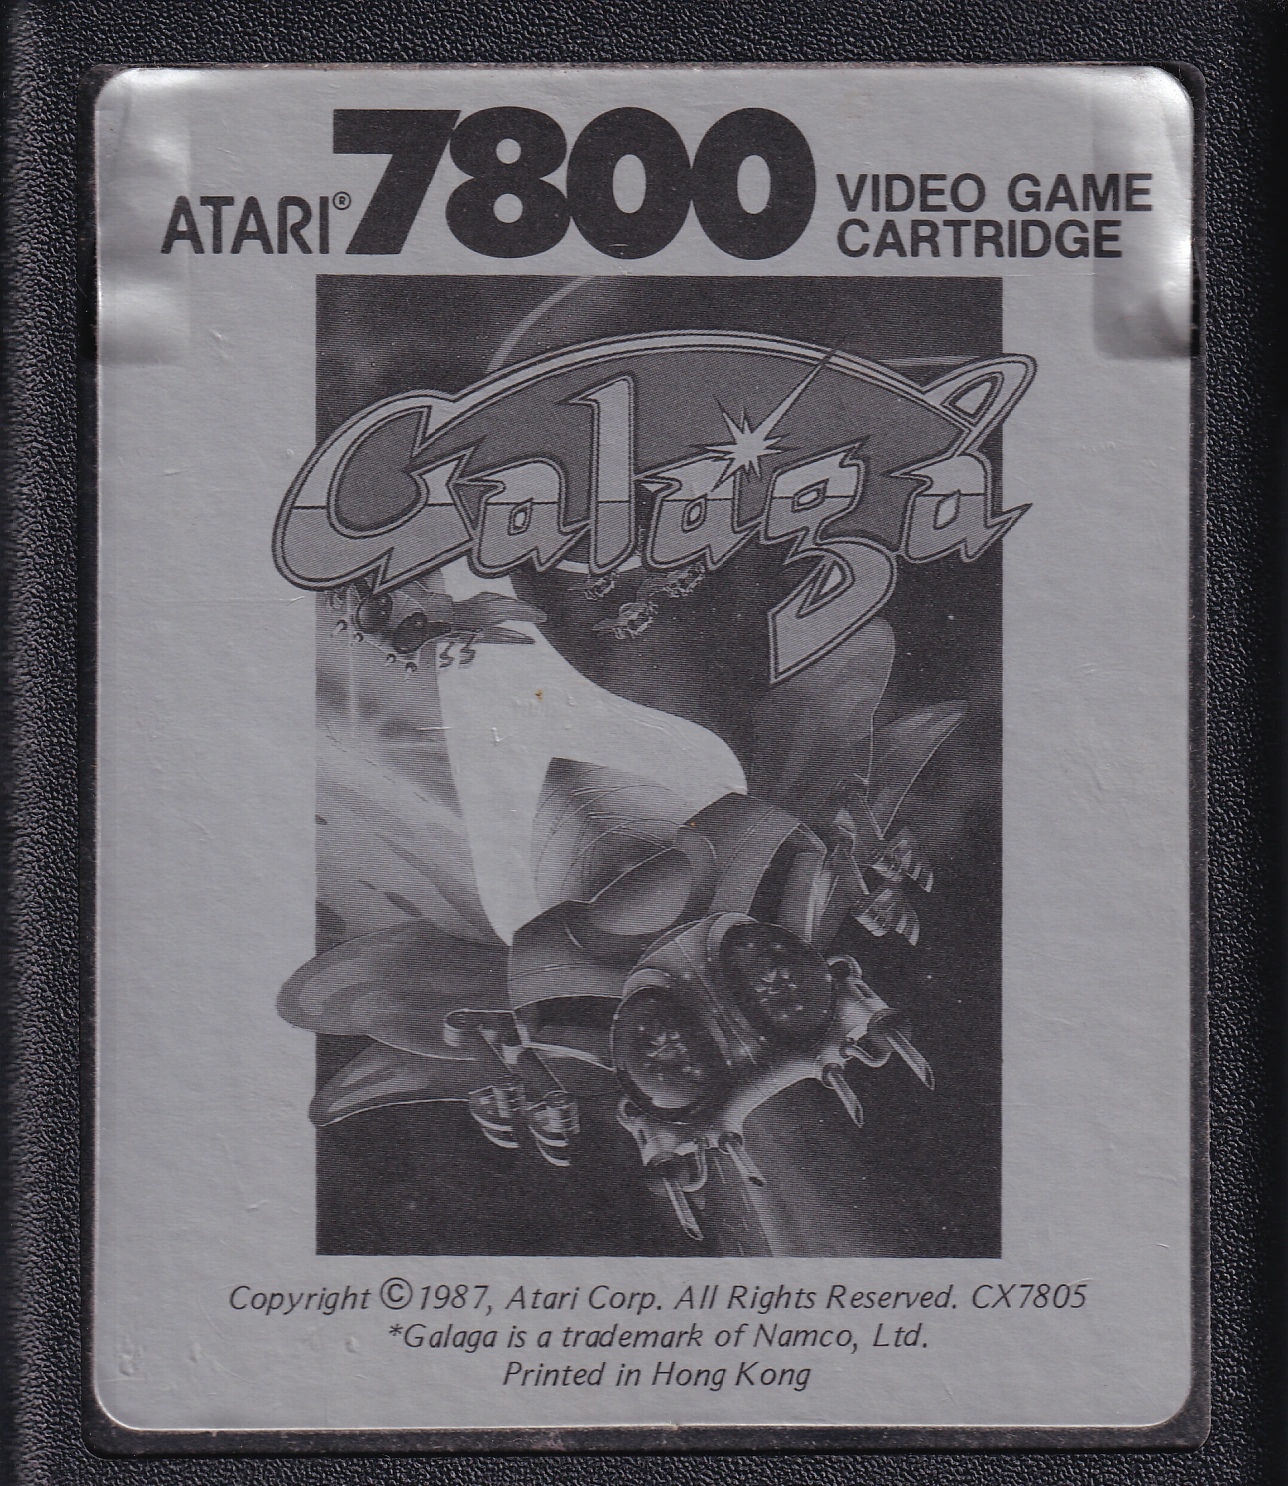 ATARI® 7800 VIDEO GAME
CARTRIDGE
Galaga
Copyright ©1987, Atari Corp. All Rights Reserved. CX7805
*Galaga is a trademark of Namco, Ltd.
Printed in Hong Kong